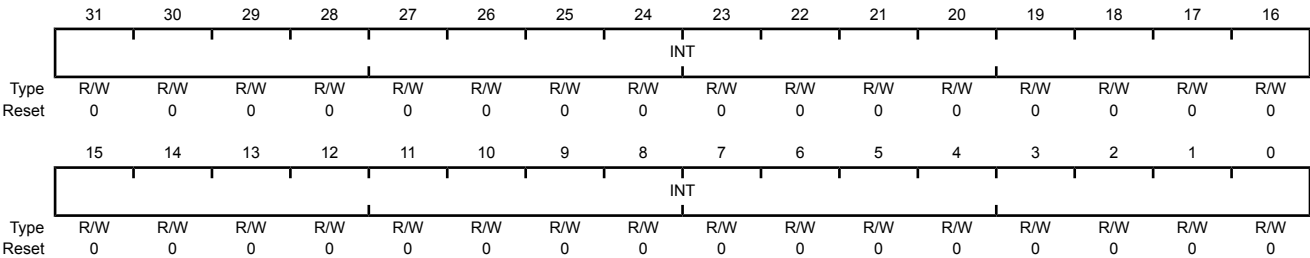 31 30 29 28 27 26 25 24 23 22 21 20 19 18 17 16
INT
Type R/W R/W R/W R/W R/W R/W R/W R/W R/W R/W R/W R/W R/W R/W R/W R/W
Reset 0 0 0 0 0 0 0 0 0 0 0 0 0 0 0 0
15 14 13 12 11 10 9 8 7 6 5 4 3 2 1 0
INT
Type R/W R/W R/W R/W R/W R/W R/W R/W R/W R/W R/W R/W R/W R/W R/W R/W
Reset 0 0 0 0 0 0 0 0 0 0 0 0 0 0 0 0